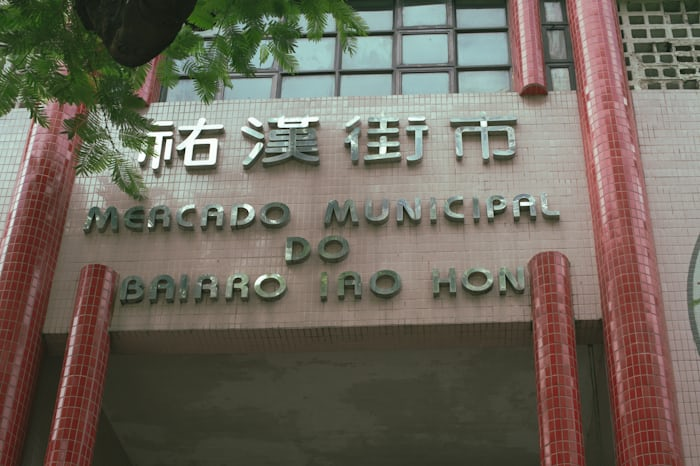 祐漢街市
MERCADO MUNICIPAL
DO
BAIRRO IAO HON